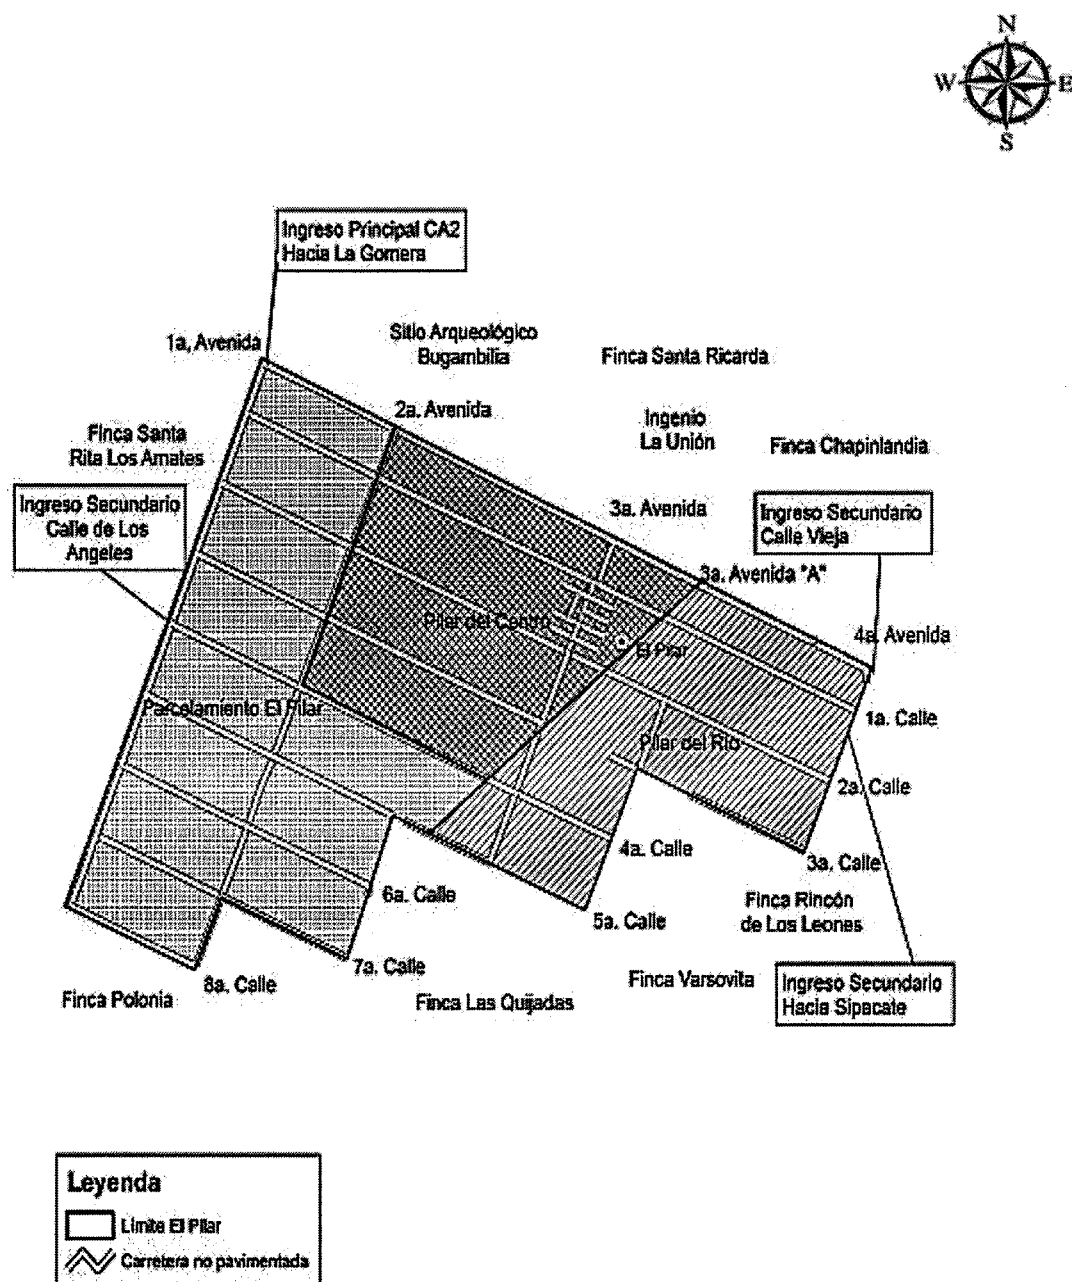 N
W E
S
Ingreso Principal CA2
Hacia La Gomera
1a, Avenida
Sitio Arqueológico
Bugambilia
Finca Santa Ricarda
2a. Avenida
Ingenio
La Unión
Finca Chapinlandia
Finca Santa
Rita Los Amates
Ingreso Secundario
Calle de Los
Angeles
3a. Avenida
Ingreso Secundario
Calle Vieja
3a. Avenida "A"
4a. Avenida
Pilar del Centro
El Pilar
Parcelamiento El Pilar
Pilar del Rio
1a. Calle
2a. Calle
3a. Calle
4a. Calle
5a. Calle
6a. Calle
7a. Calle
8a. Calle
Finca Rincón
de Los Leones
Finca Polonia
Finca Las Quijadas
Finca Varsovita
Ingreso Secundario
Hacia Sipacate
Leyenda
Limite El Pilar
Carretera no pavimentada